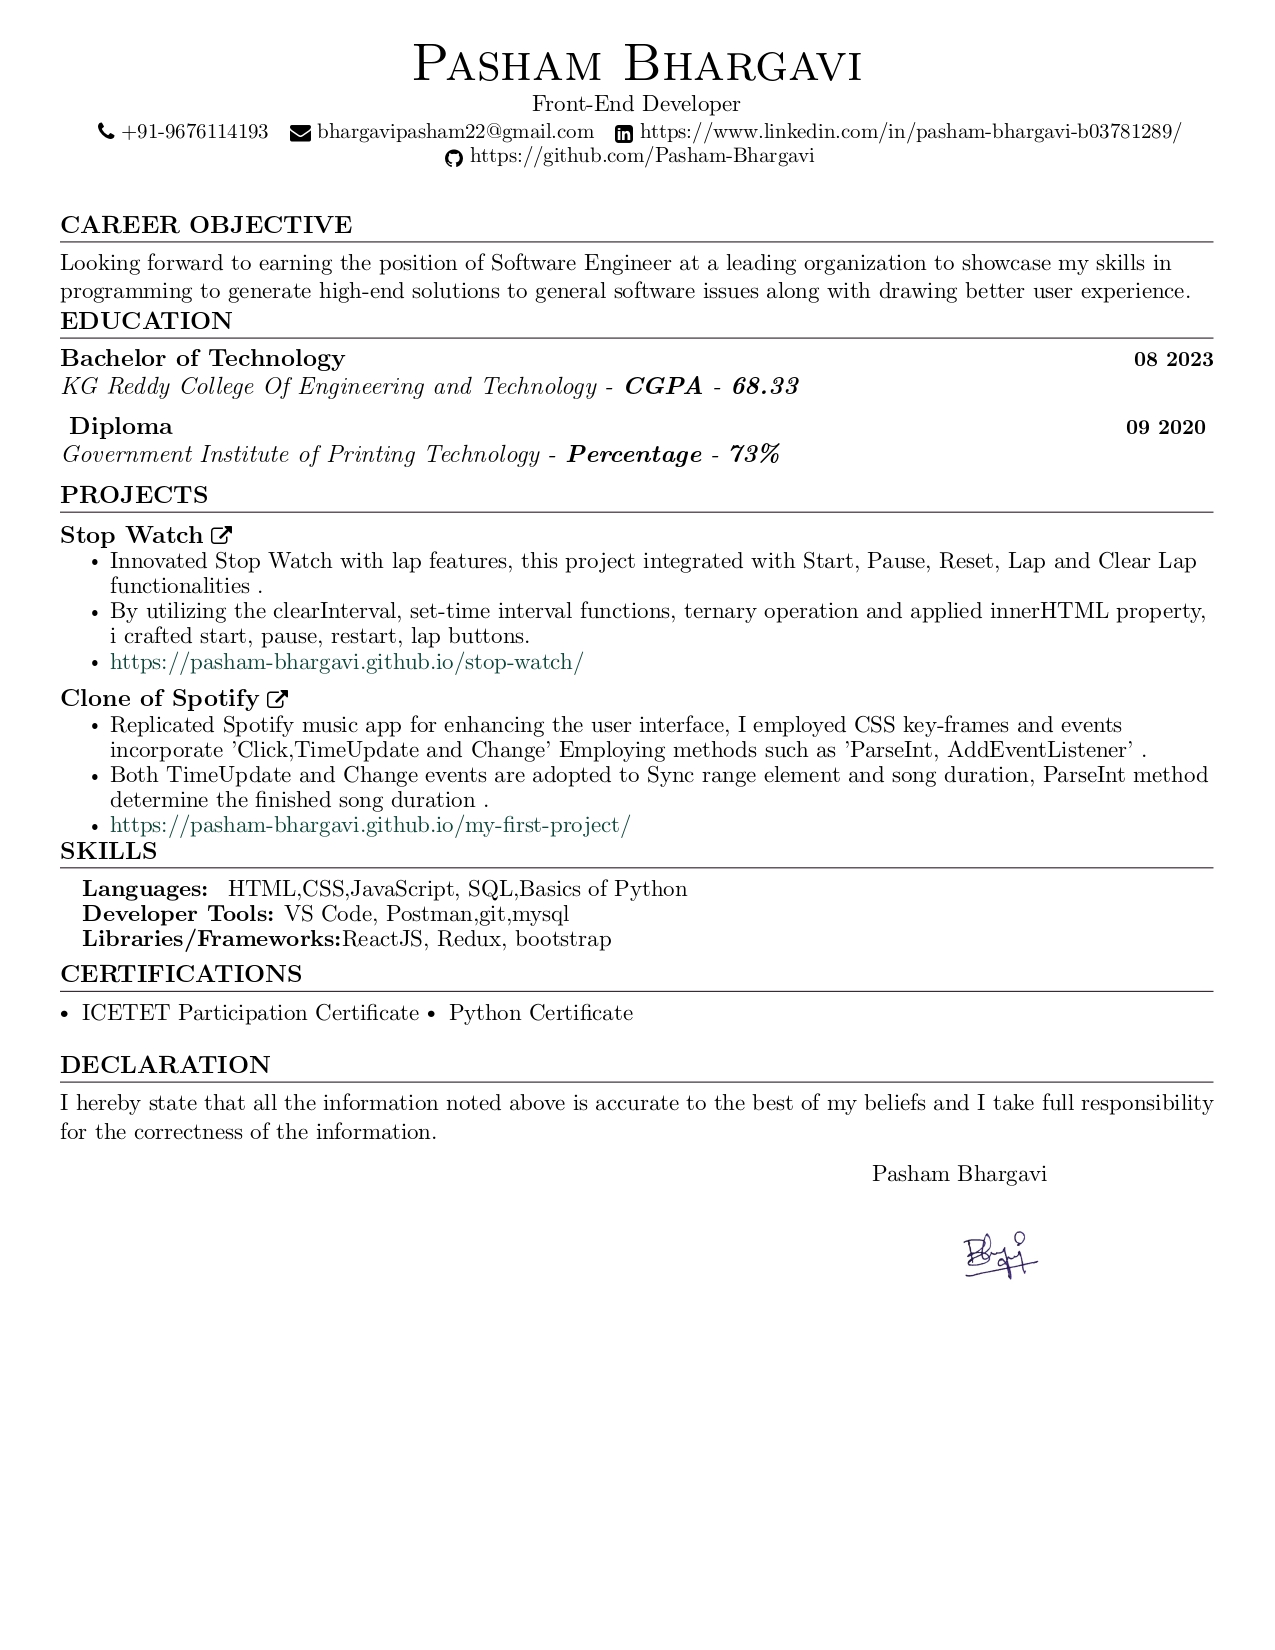 Pasham Bhargavi
Front-End Developer
+91-9676114193 bhargavipasham22@gmail.com https://www.linkedin.com/in/pasham-bhargavi-b03781289/
https://github.com/Pasham-Bhargavi
CAREER OBJECTIVE
Looking forward to earning the position of Software Engineer at a leading organization to showcase my skills in
programming to generate high-end solutions to general software issues along with drawing better user experience.
EDUCATION
Bachelor of Technology 08 2023
KG Reddy College Of Engineering and Technology - CGPA - 68.33
Diploma 09 2020
Government Institute of Printing Technology - Percentage - 73%
PROJECTS
Stop Watch
• Innovated Stop Watch with lap features, this project integrated with Start, Pause, Reset, Lap and Clear Lap
functionalities .
• By utilizing the clearInterval, set-time interval functions, ternary operation and applied innerHTML property,
i crafted start, pause, restart, lap buttons.
• https://pasham-bhargavi.github.io/stop-watch/
Clone of Spotify
• Replicated Spotify music app for enhancing the user interface, I employed CSS key-frames and events
incorporate ’Click,TimeUpdate and Change’ Employing methods such as ’ParseInt, AddEventListener’ .
• Both TimeUpdate and Change events are adopted to Sync range element and song duration, ParseInt method
determine the finished song duration .
• https://pasham-bhargavi.github.io/my-first-project/
SKILLS
Languages: HTML,CSS,JavaScript, SQL,Basics of Python
Developer Tools: VS Code, Postman,git,mysql
Libraries/Frameworks:ReactJS, Redux, bootstrap
CERTIFICATIONS
• ICETET Participation Certificate • Python Certificate
DECLARATION
I hereby state that all the information noted above is accurate to the best of my beliefs and I take full responsibility
for the correctness of the information.
Pasham Bhargavi